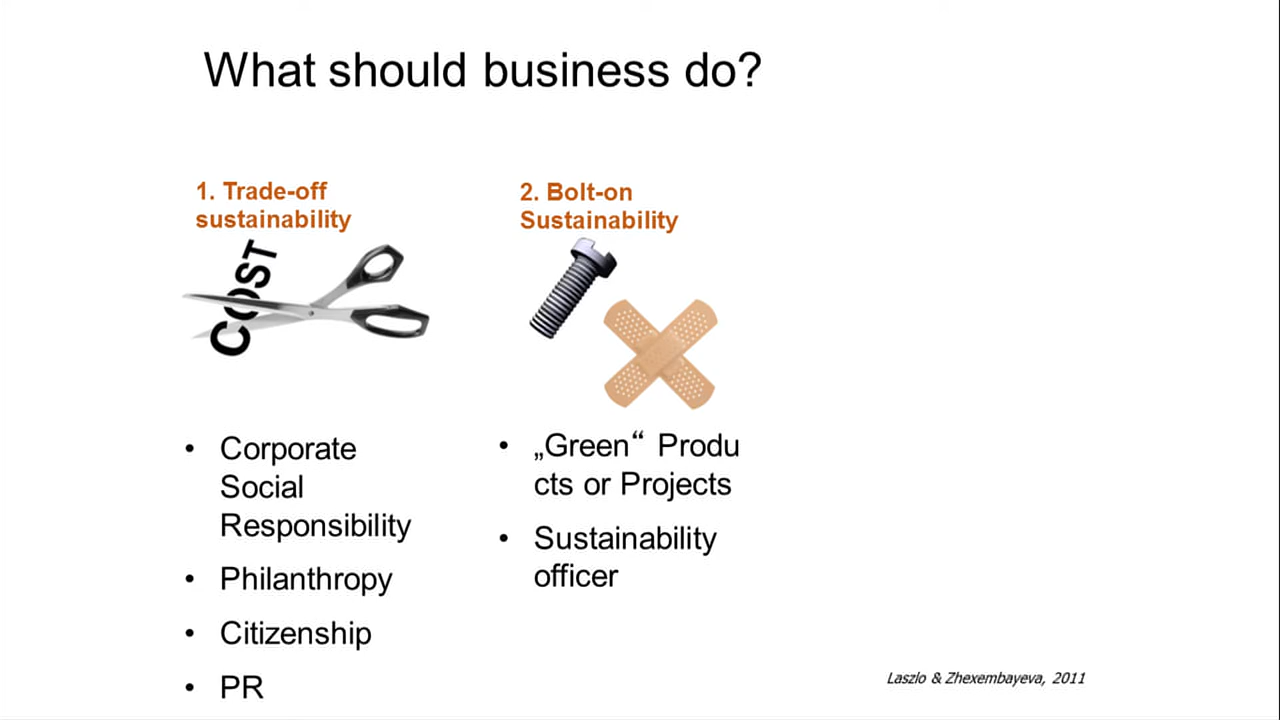 What should business do?
1. Trade-off
sustainability
COST
• Corporate
Social
Responsibility
• Philanthropy
• Citizenship
• PR
2. Bolt-on
Sustainability
• „Green“ Produ
cts or Projects
• Sustainability
officer
Laszlo & Zhexembayeva, 2011